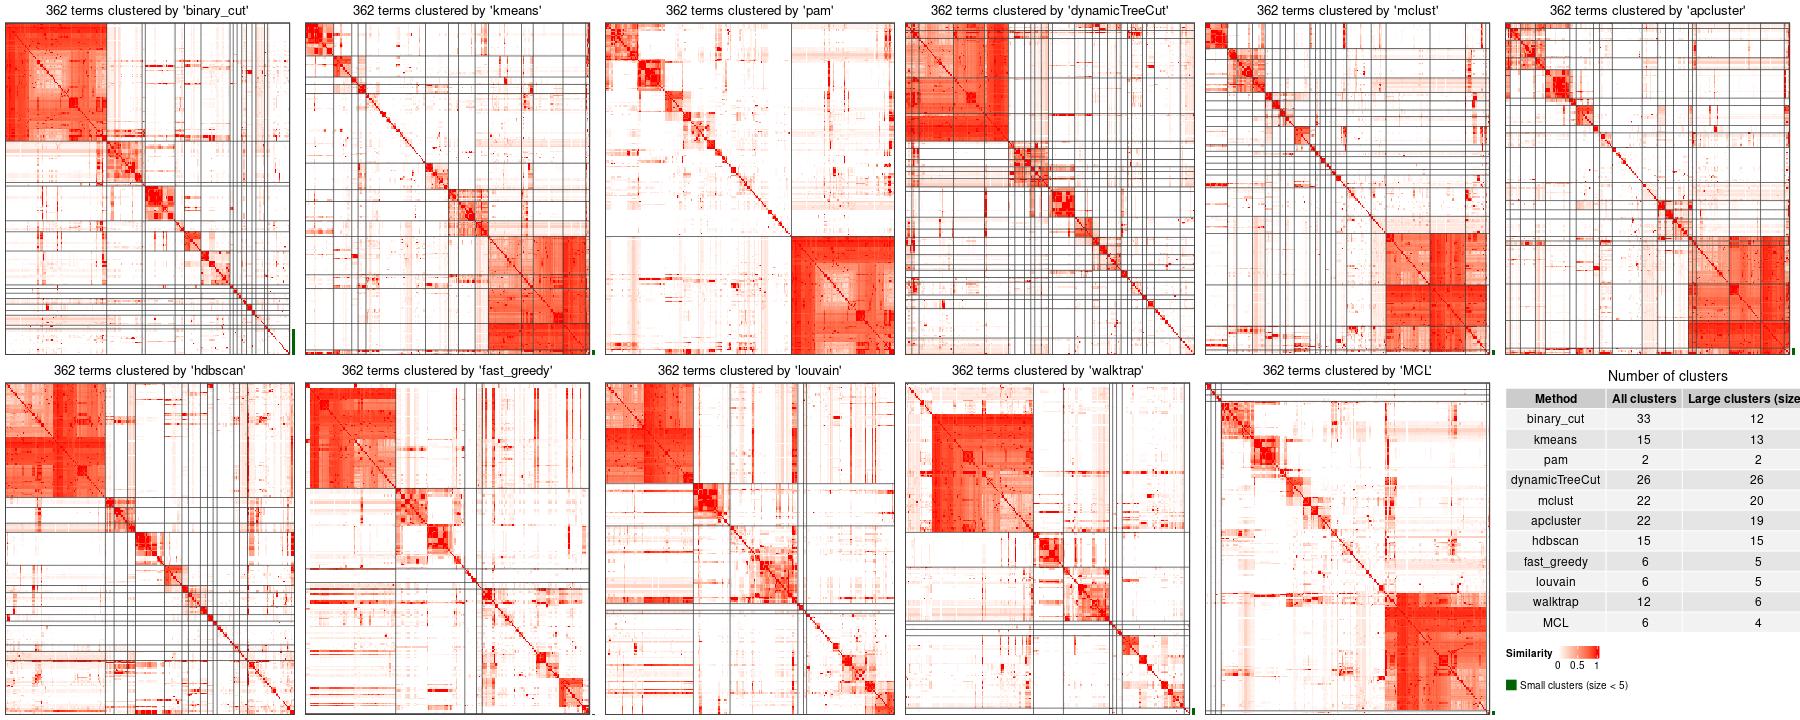 362 terms clustered by 'binary_cut'
362 terms clustered by 'kmeans'
362 terms clustered by 'pam'
362 terms clustered by 'dynamicTreeCut'
362 terms clustered by 'mclust'
362 terms clustered by 'apcluster'
362 terms clustered by 'hdbscan'
362 terms clustered by 'fast_greedy'
362 terms clustered by 'louvain'
362 terms clustered by 'walktrap'
362 terms clustered by 'MCL'
Number of clusters
Method All clusters Large clusters (size
binary_cut 33 12
kmeans 15 13
pam 2 2
dynamicTreeCut 26 26
mclust 22 20
apcluster 22 19
hdbscan 15 15
fast_greedy 6 5
louvain 6 5
walktrap 12 6
MCL 6 4
Similarity
0 0.5 1
Small clusters (size < 5)